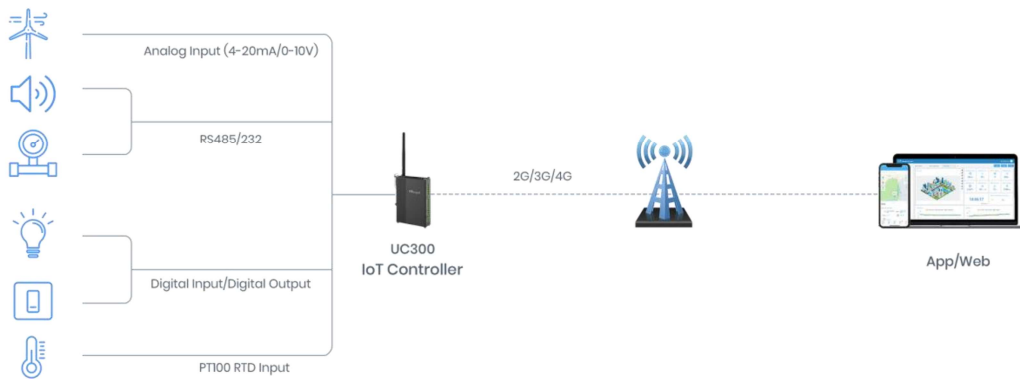 Analog Input (4-20mA/0-10V)
RS485/232
2G/3G/4G
UC300
IoT Controller
App/Web
Digital Input/Digital Output
PT100 RTD Input